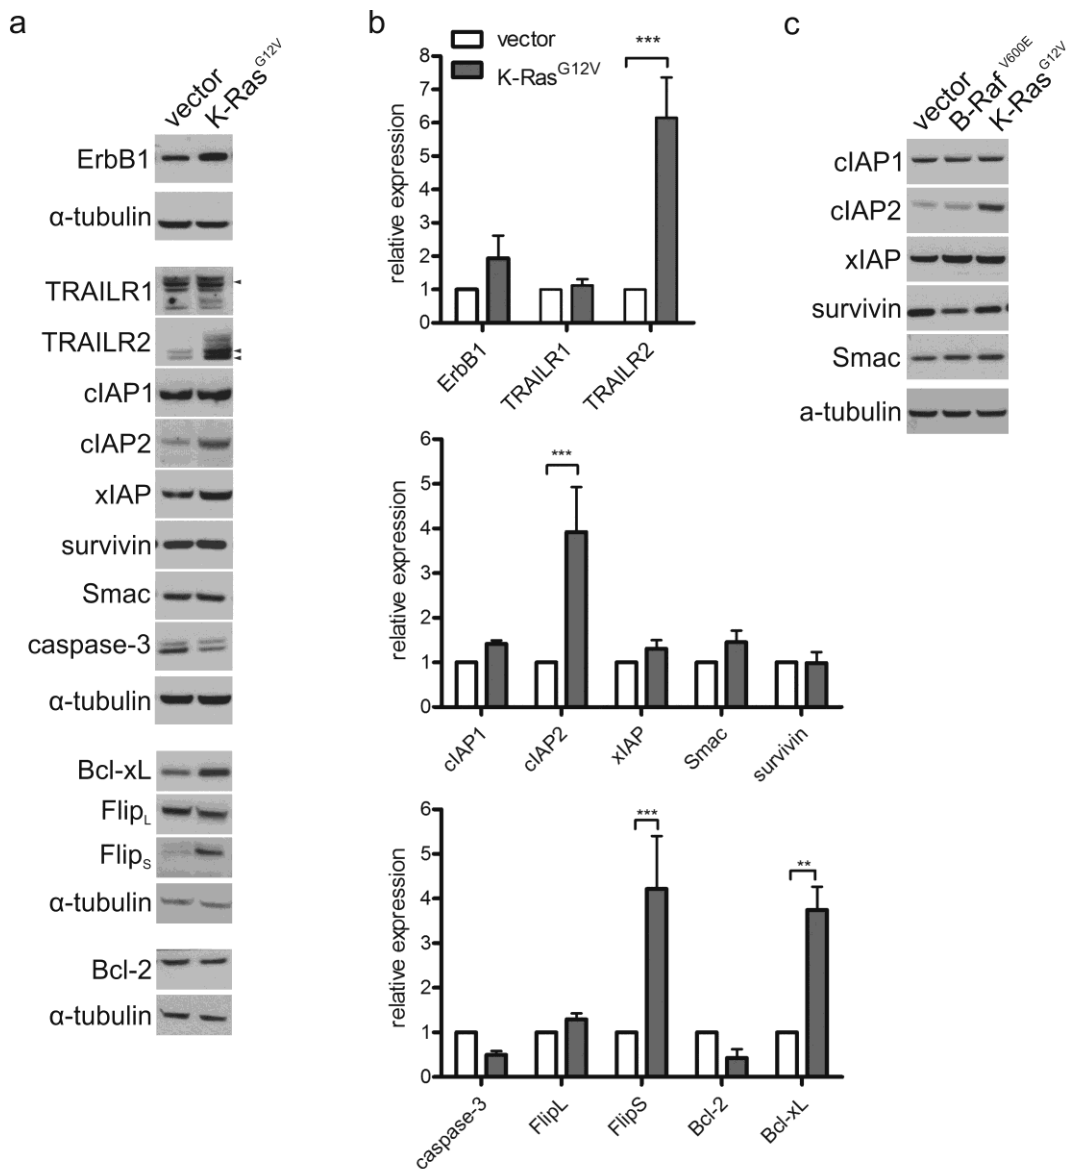 a
vector
K-Ras G12V
ErbB1
α-tubulin
TRAILR1
TRAILR2
cIAP1
cIAP2
xIAP
survivin
Smac
caspase-3
α-tubulin
Bcl-xL
FlipL
FlipS
α-tubulin
Bcl-2
α-tubulin
b
vector
K-RasG12V
***
relative expression
8
7
6
5
4
3
2
1
0
ErbB1
TRAILR1
TRAILR2
***
relative expression
6
5
4
3
2
1
0
cIAP1
cIAP2
xIAP
Smac
survivin
***
**
relative expression
6
5
4
3
2
1
0
caspase-3
FlipL
FlipS
Bcl-2
Bcl-xL
c
vector
B-Raf V600E
K-Ras G12V
cIAP1
cIAP2
xIAP
survivin
Smac
a-tubulin